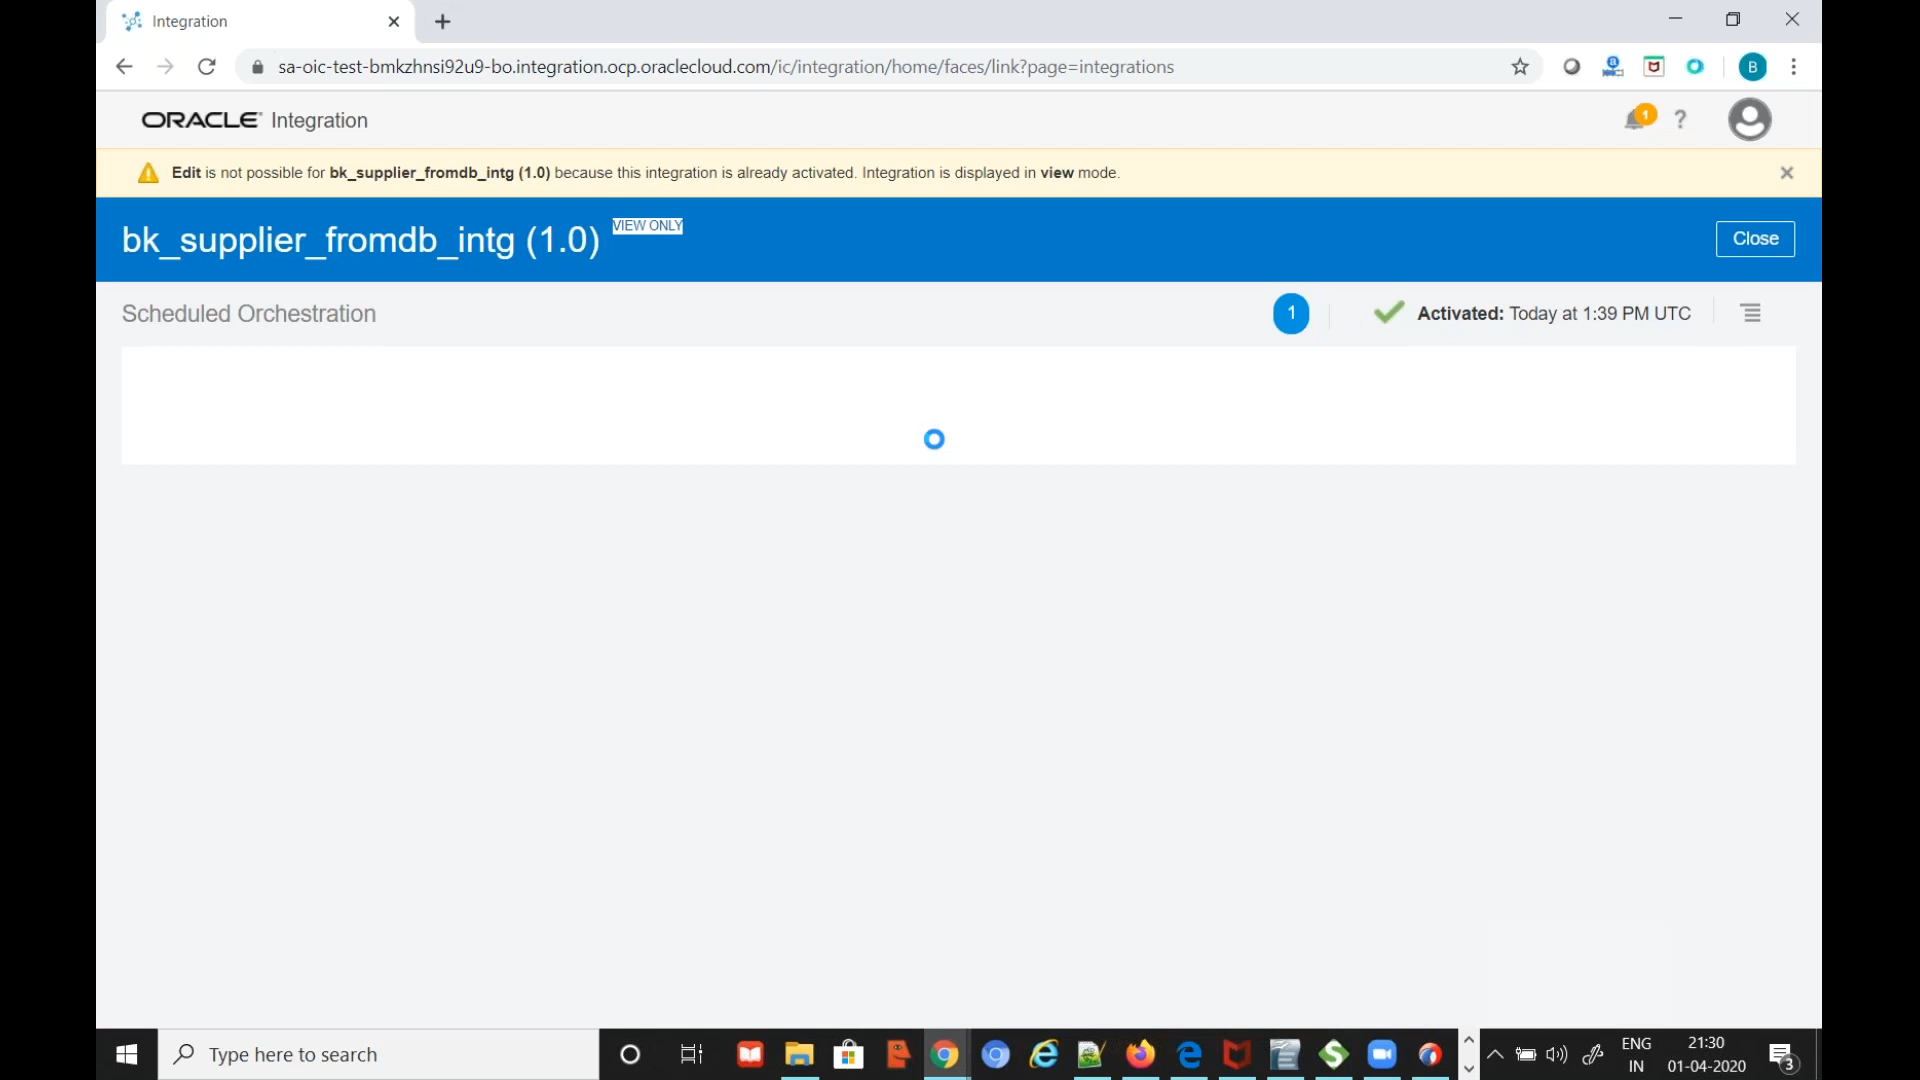 Integration
sa-oic-test-bmkzhnsi92u9-bo.integration.ocp.oraclecloud.com/ic/integration/home/faces/link?page=integrations
B
ORACLE Integration
1
?
Edit is not possible for bk_supplier_fromdb_intg (1.0) because this integration is already activated. Integration is displayed in view mode.
bk_supplier_fromdb_intg (1.0) VIEW ONLY
Close
Scheduled Orchestration
1
Activated: Today at 1:39 PM UTC
Type here to search
ENG
IN
21:30
01-04-2020
3